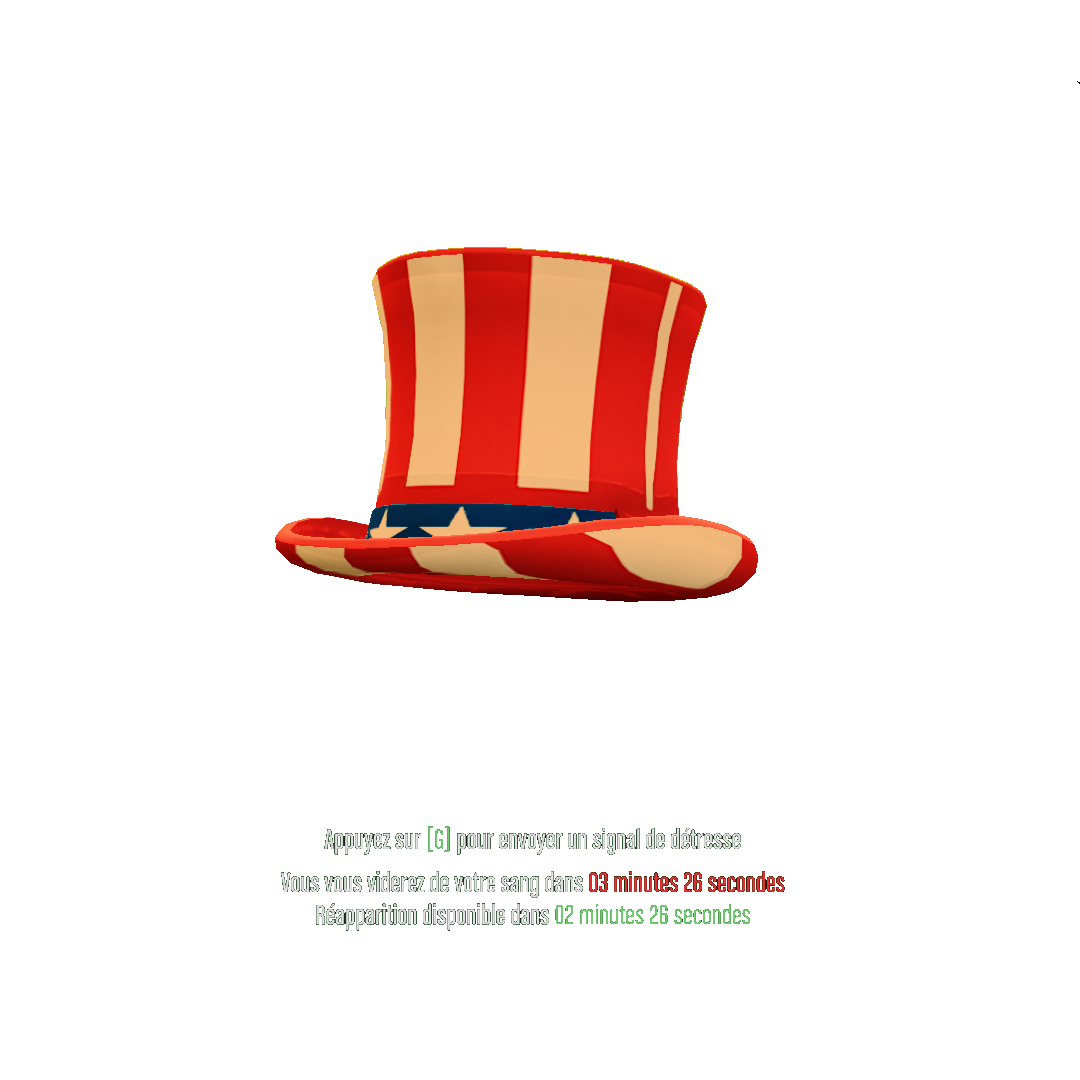 Appuyez sur [G] pour envoyer un signal de détresse
Vous vous viderez de votre sang dans 03 minutes 26 secondes
Réapparition disponible dans 02 minutes 26 secondes